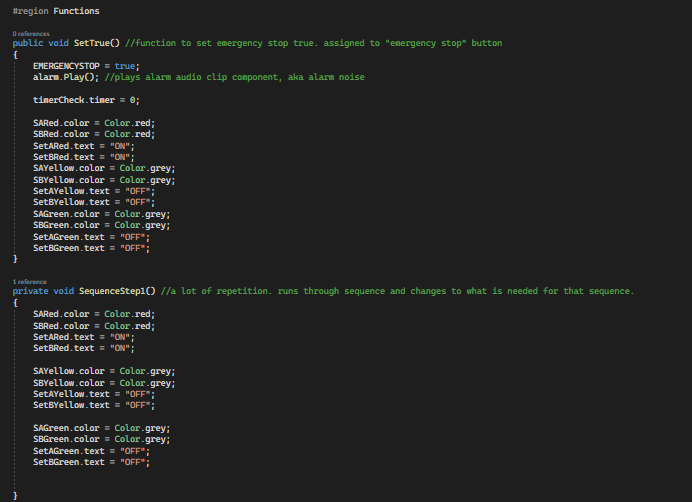 #region Functions
0 references
public void SetTrue() //function to set emergency stop true. assigned to "emergency stop" button
{
EMERGENCYSTOP = true;
alarm.Play(); //plays alarm audio clip component, aka alarm noise
timerCheck.timer = 0;
SARed.color = Color.red;
SBRed.color = Color.red;
SetARed.text = "ON";
SetBRed.text = "ON";
SAYellow.color = Color.grey;
SBYellow.color = Color.grey;
SetAYellow.text = "OFF";
SetBYellow.text = "OFF";
SAGreen.color = Color.grey;
SBGreen.color = Color.grey;
SetAGreen.text = "OFF";
SetBGreen.text = "OFF";
}
1 reference
private void SequenceStep1() //a lot of repetition. runs through sequence and changes to what is needed for that sequence.
{
SARed.color = Color.red;
SBRed.color = Color.red;
SetARed.text = "ON";
SetBRed.text = "ON";
SAYellow.color = Color.grey;
SBYellow.color = Color.grey;
SetAYellow.text = "OFF";
SetBYellow.text = "OFF";
SAGreen.color = Color.grey;
SBGreen.color = Color.grey;
SetAGreen.text = "OFF";
SetBGreen.text = "OFF";
}